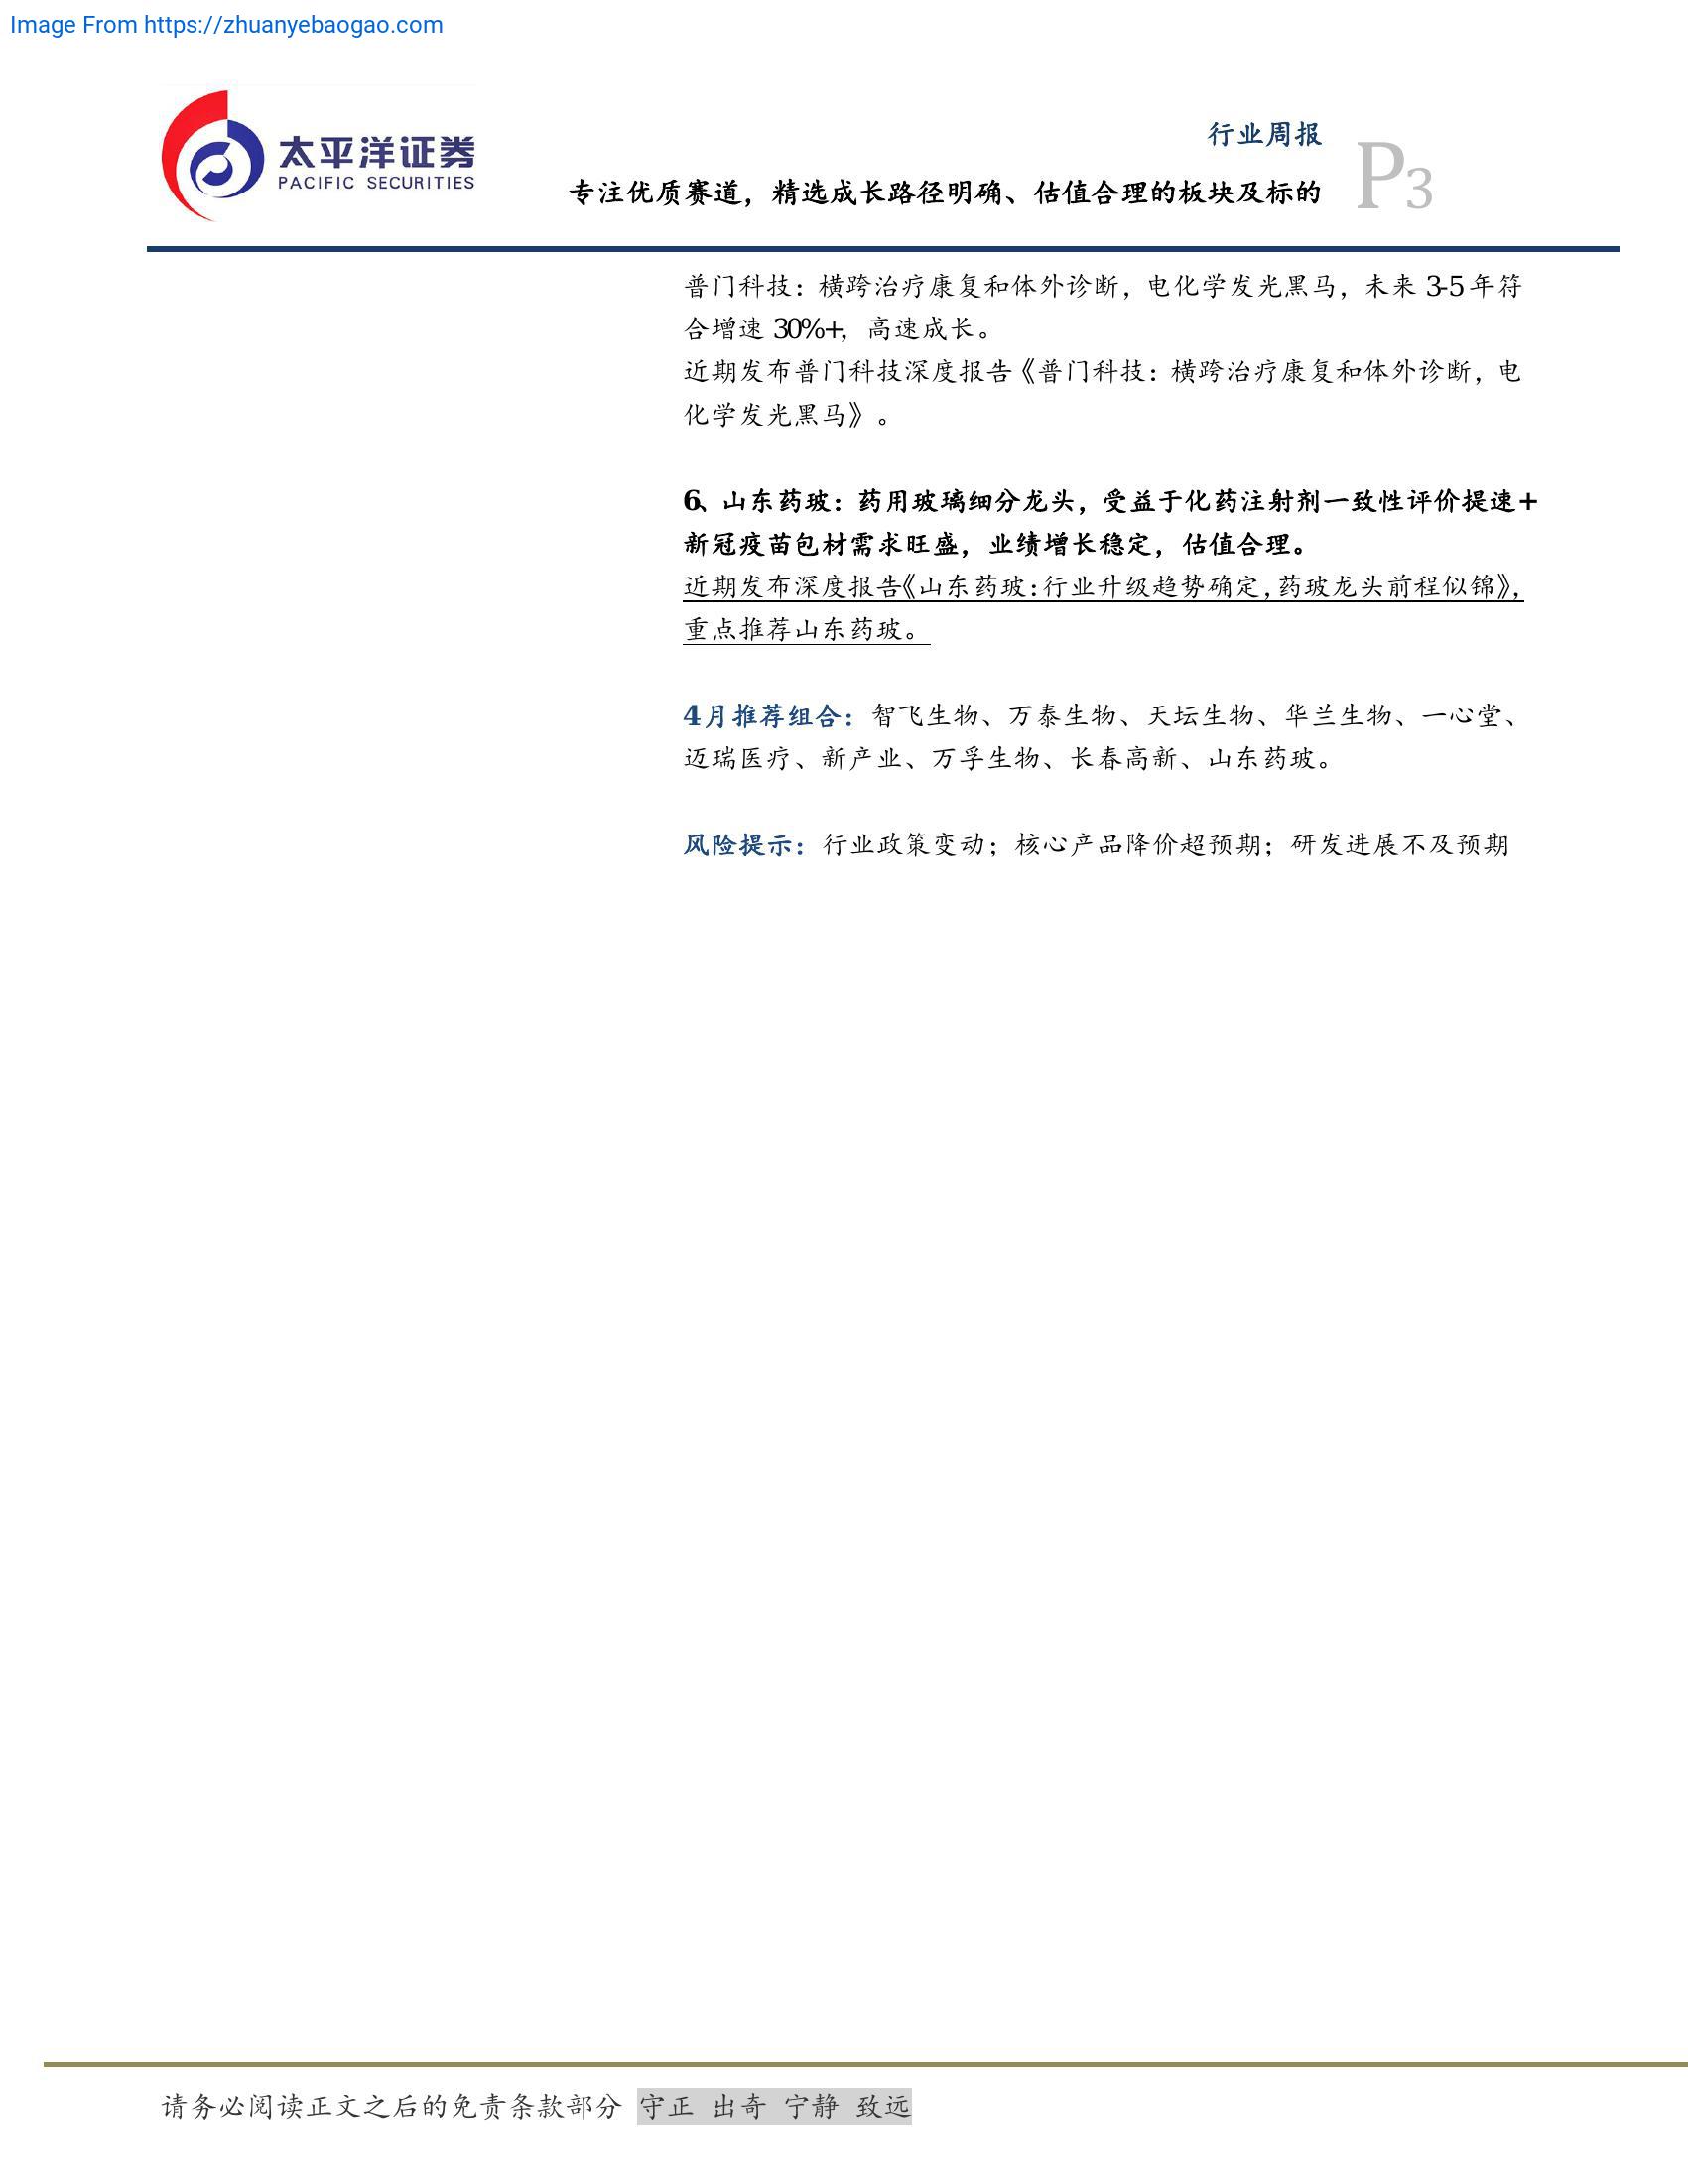 Image From https://zhuanyebaogao.com
太平洋证券
PACIFIC SECURITIES
行业周报
专注优质赛道，精选成长路径明确、估值合理的板块及标的
P3
普门科技：横跨治疗康复和体外诊断，电化学发光黑马，未来 3-5 年符
合增速 30%+，高速成长。
近期发布普门科技深度报告《普门科技：横跨治疗康复和体外诊断，电
化学发光黑马》。
6、山东药玻：药用玻璃细分龙头，受益于化药注射剂一致性评价提速+
新冠疫苗包材需求旺盛，业绩增长稳定，估值合理。
近期发布深度报告《山东药玻：行业升级趋势确定，药玻龙头前程似锦》，
重点推荐山东药玻。
4月推荐组合：智飞生物、万泰生物、天坛生物、华兰生物、一心堂、
迈瑞医疗、新产业、万孚生物、长春高新、山东药玻。
风险提示：行业政策变动；核心产品降价超预期；研发进展不及预期
请务必阅读正文之后的免责条款部分 守正 出奇 宁静 致远